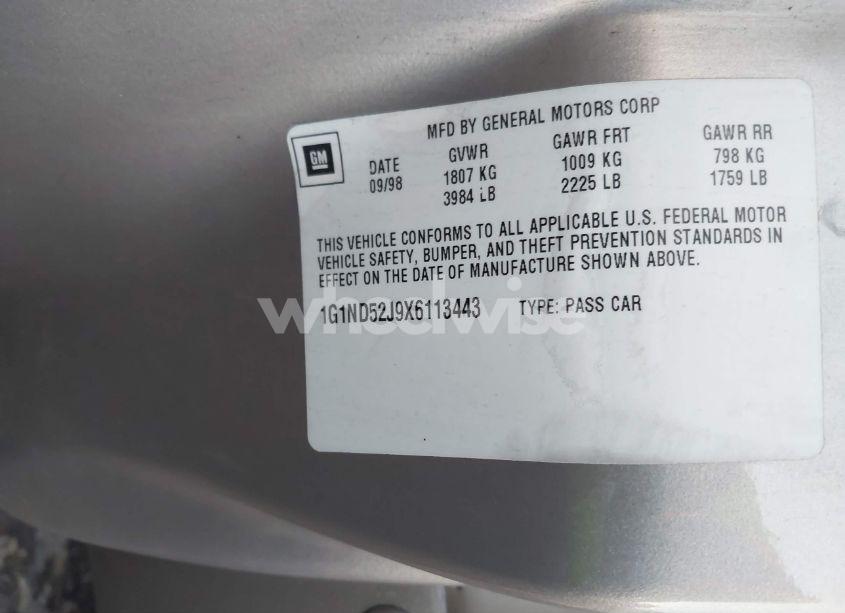 MFD BY GENERAL MOTORS CORP
GM
DATE GVWR GAWR FRT GAWR RR
09/98 1807 KG 1009 KG 798 KG
3984 LB 2225 LB 1759 LB
THIS VEHICLE CONFORMS TO ALL APPLICABLE U.S. FEDERAL MOTOR
VEHICLE SAFETY, BUMPER, AND THEFT PREVENTION STANDARDS IN
EFFECT ON THE DATE OF MANUFACTURE SHOWN ABOVE.
1G1ND52J9X6113443 TYPE: PASS CAR
wheelwise